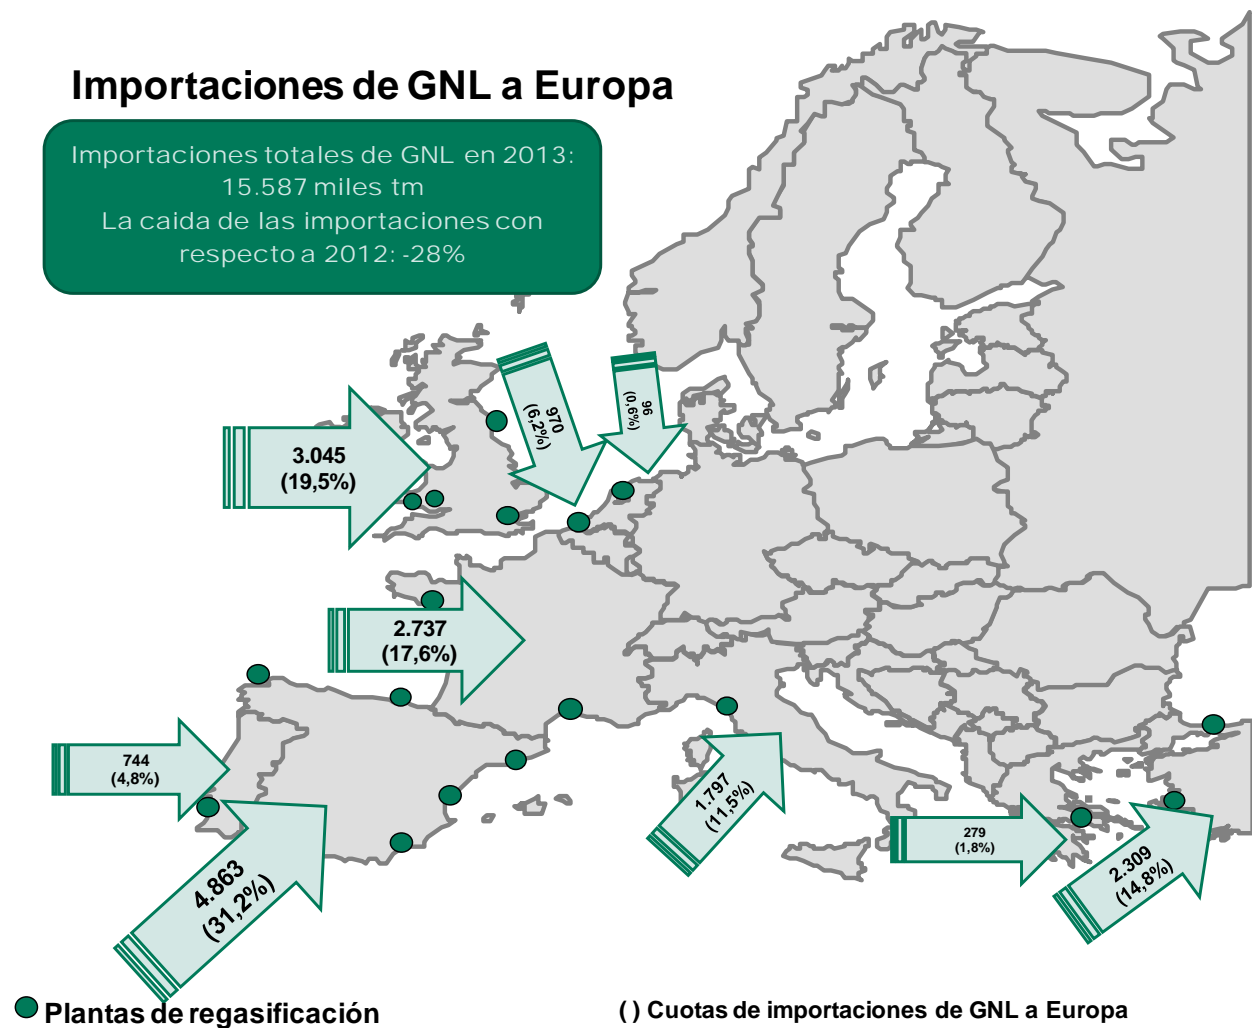 Importaciones de GNL a Europa
Importaciones totales de GNL en 2013:
15.587 miles tm
La caida de las importaciones con
respecto a 2012: -28%
970
(6,2%)
96
(0,6%)
3.045
(19,5%)
2.737
(17,6%)
744
(4,8%)
1.797
(11,5%)
279
(1,8%)
2.309
(14,8%)
4.863
(31,2%)
Plantas de regasificación
( ) Cuotas de importaciones de GNL a Europa